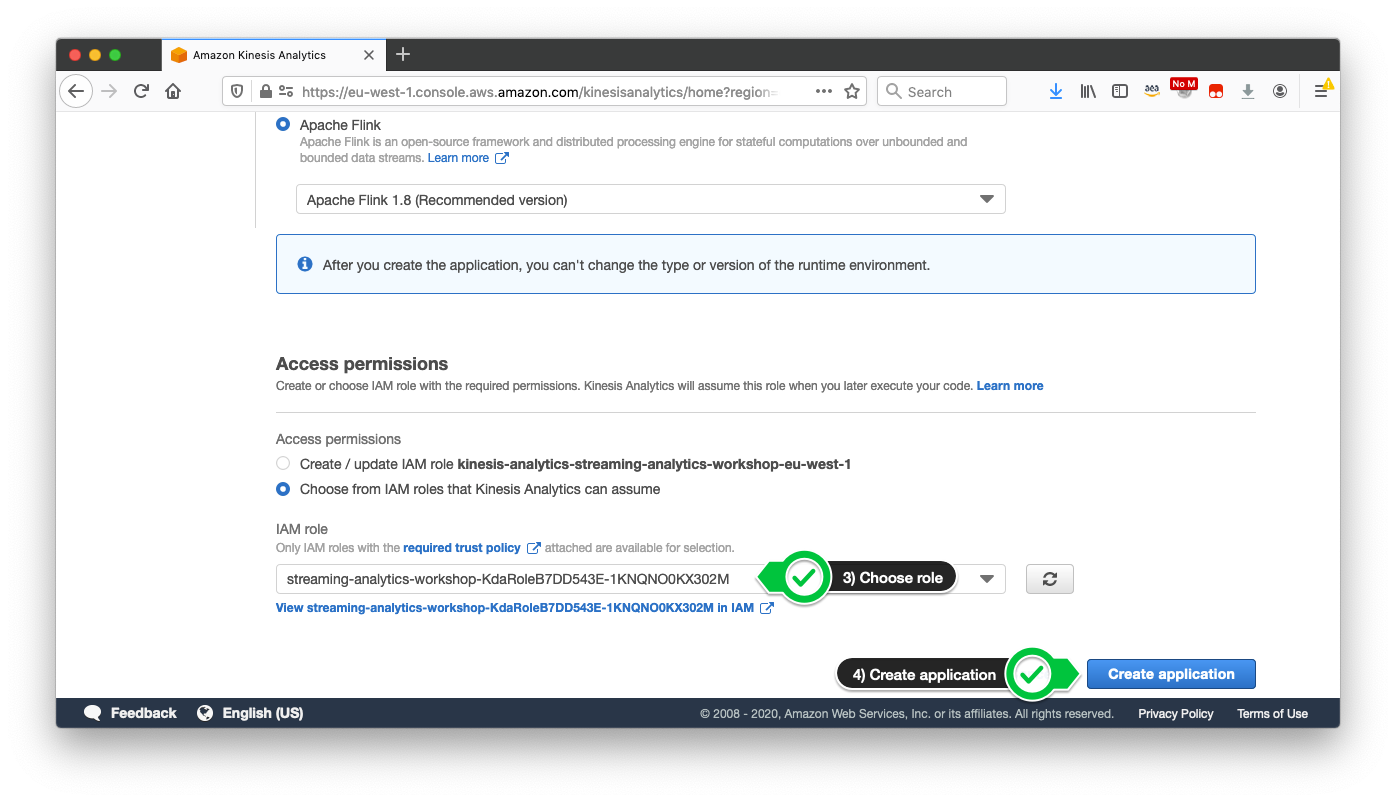 Amazon Kinesis Analytics
https://eu-west-1.console.aws.amazon.com/kinesisanalytics/home?region=
Search
aea
No M
Apache Flink
Apache Flink is an open-source framework and distributed processing engine for stateful computations over unbounded and
bounded data streams. Learn more
Apache Flink 1.8 (Recommended version)
After you create the application, you can't change the type or version of the runtime environment.
Access permissions
Create or choose IAM role with the required permissions. Kinesis Analytics will assume this role when you later execute your code. Learn more
Access permissions
Create / update IAM role kinesis-analytics-streaming-analytics-workshop-eu-west-1
Choose from IAM roles that Kinesis Analytics can assume
IAM role
Only IAM roles with the required trust policy attached are available for selection.
streaming-analytics-workshop-KdaRoleB7DD543E-1KNQNO0KX302M
3) Choose role
View streaming-analytics-workshop-KdaRoleB7DD543E-1KNQNO0KX302M in IAM
4) Create application
Create application
Feedback
English (US)
© 2008 - 2020, Amazon Web Services, Inc. or its affiliates. All rights reserved.
Privacy Policy
Terms of Use